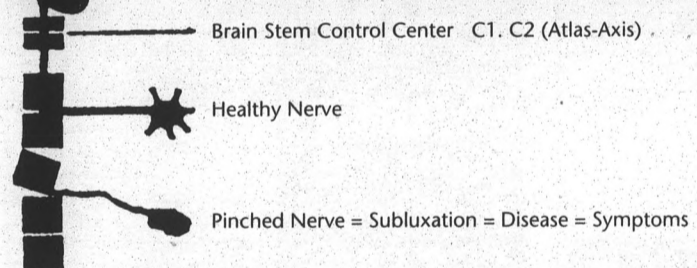 Brain Stem Control Center C1. C2 (Atlas-Axis)
Healthy Nerve
Pinched Nerve = Subluxation = Disease = Symptoms